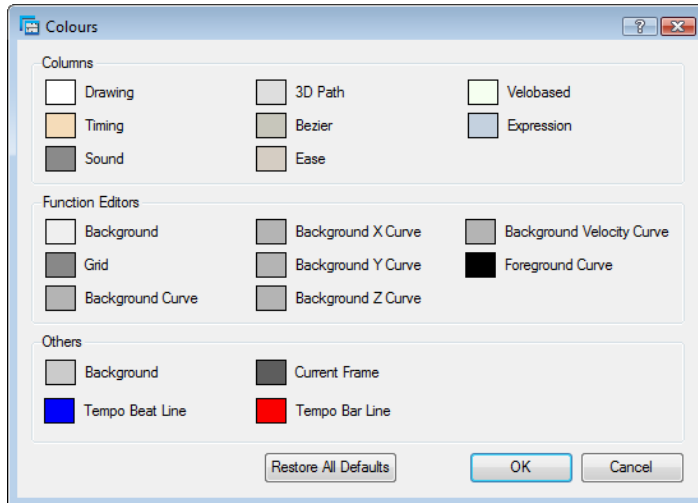 Colours
Columns
Drawing 3D Path Velobased
Timing Bezier Expression
Sound Ease
Function Editors
Background Background X Curve Background Velocity Curve
Grid Background Y Curve Foreground Curve
Background Curve Background Z Curve
Others
Background Current Frame
Tempo Beat Line Tempo Bar Line
Restore All Defaults OK Cancel